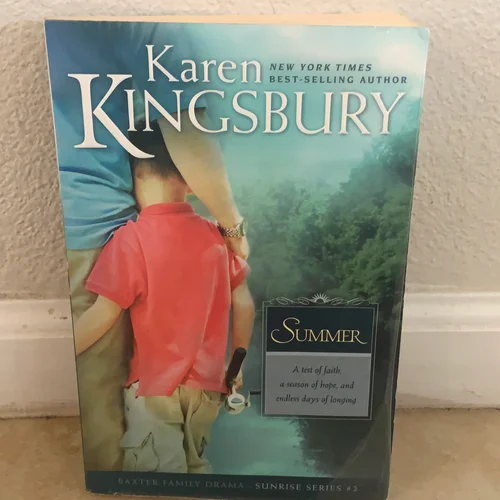 Karen
NEW YORK TIMES
BEST-SELLING AUTHOR
KINGSBURY
SUMMER
A test of faith,
a season of hope, and
endless days of longing
BAXTER FAMILY DRAMA SUNRISE SERIES #2